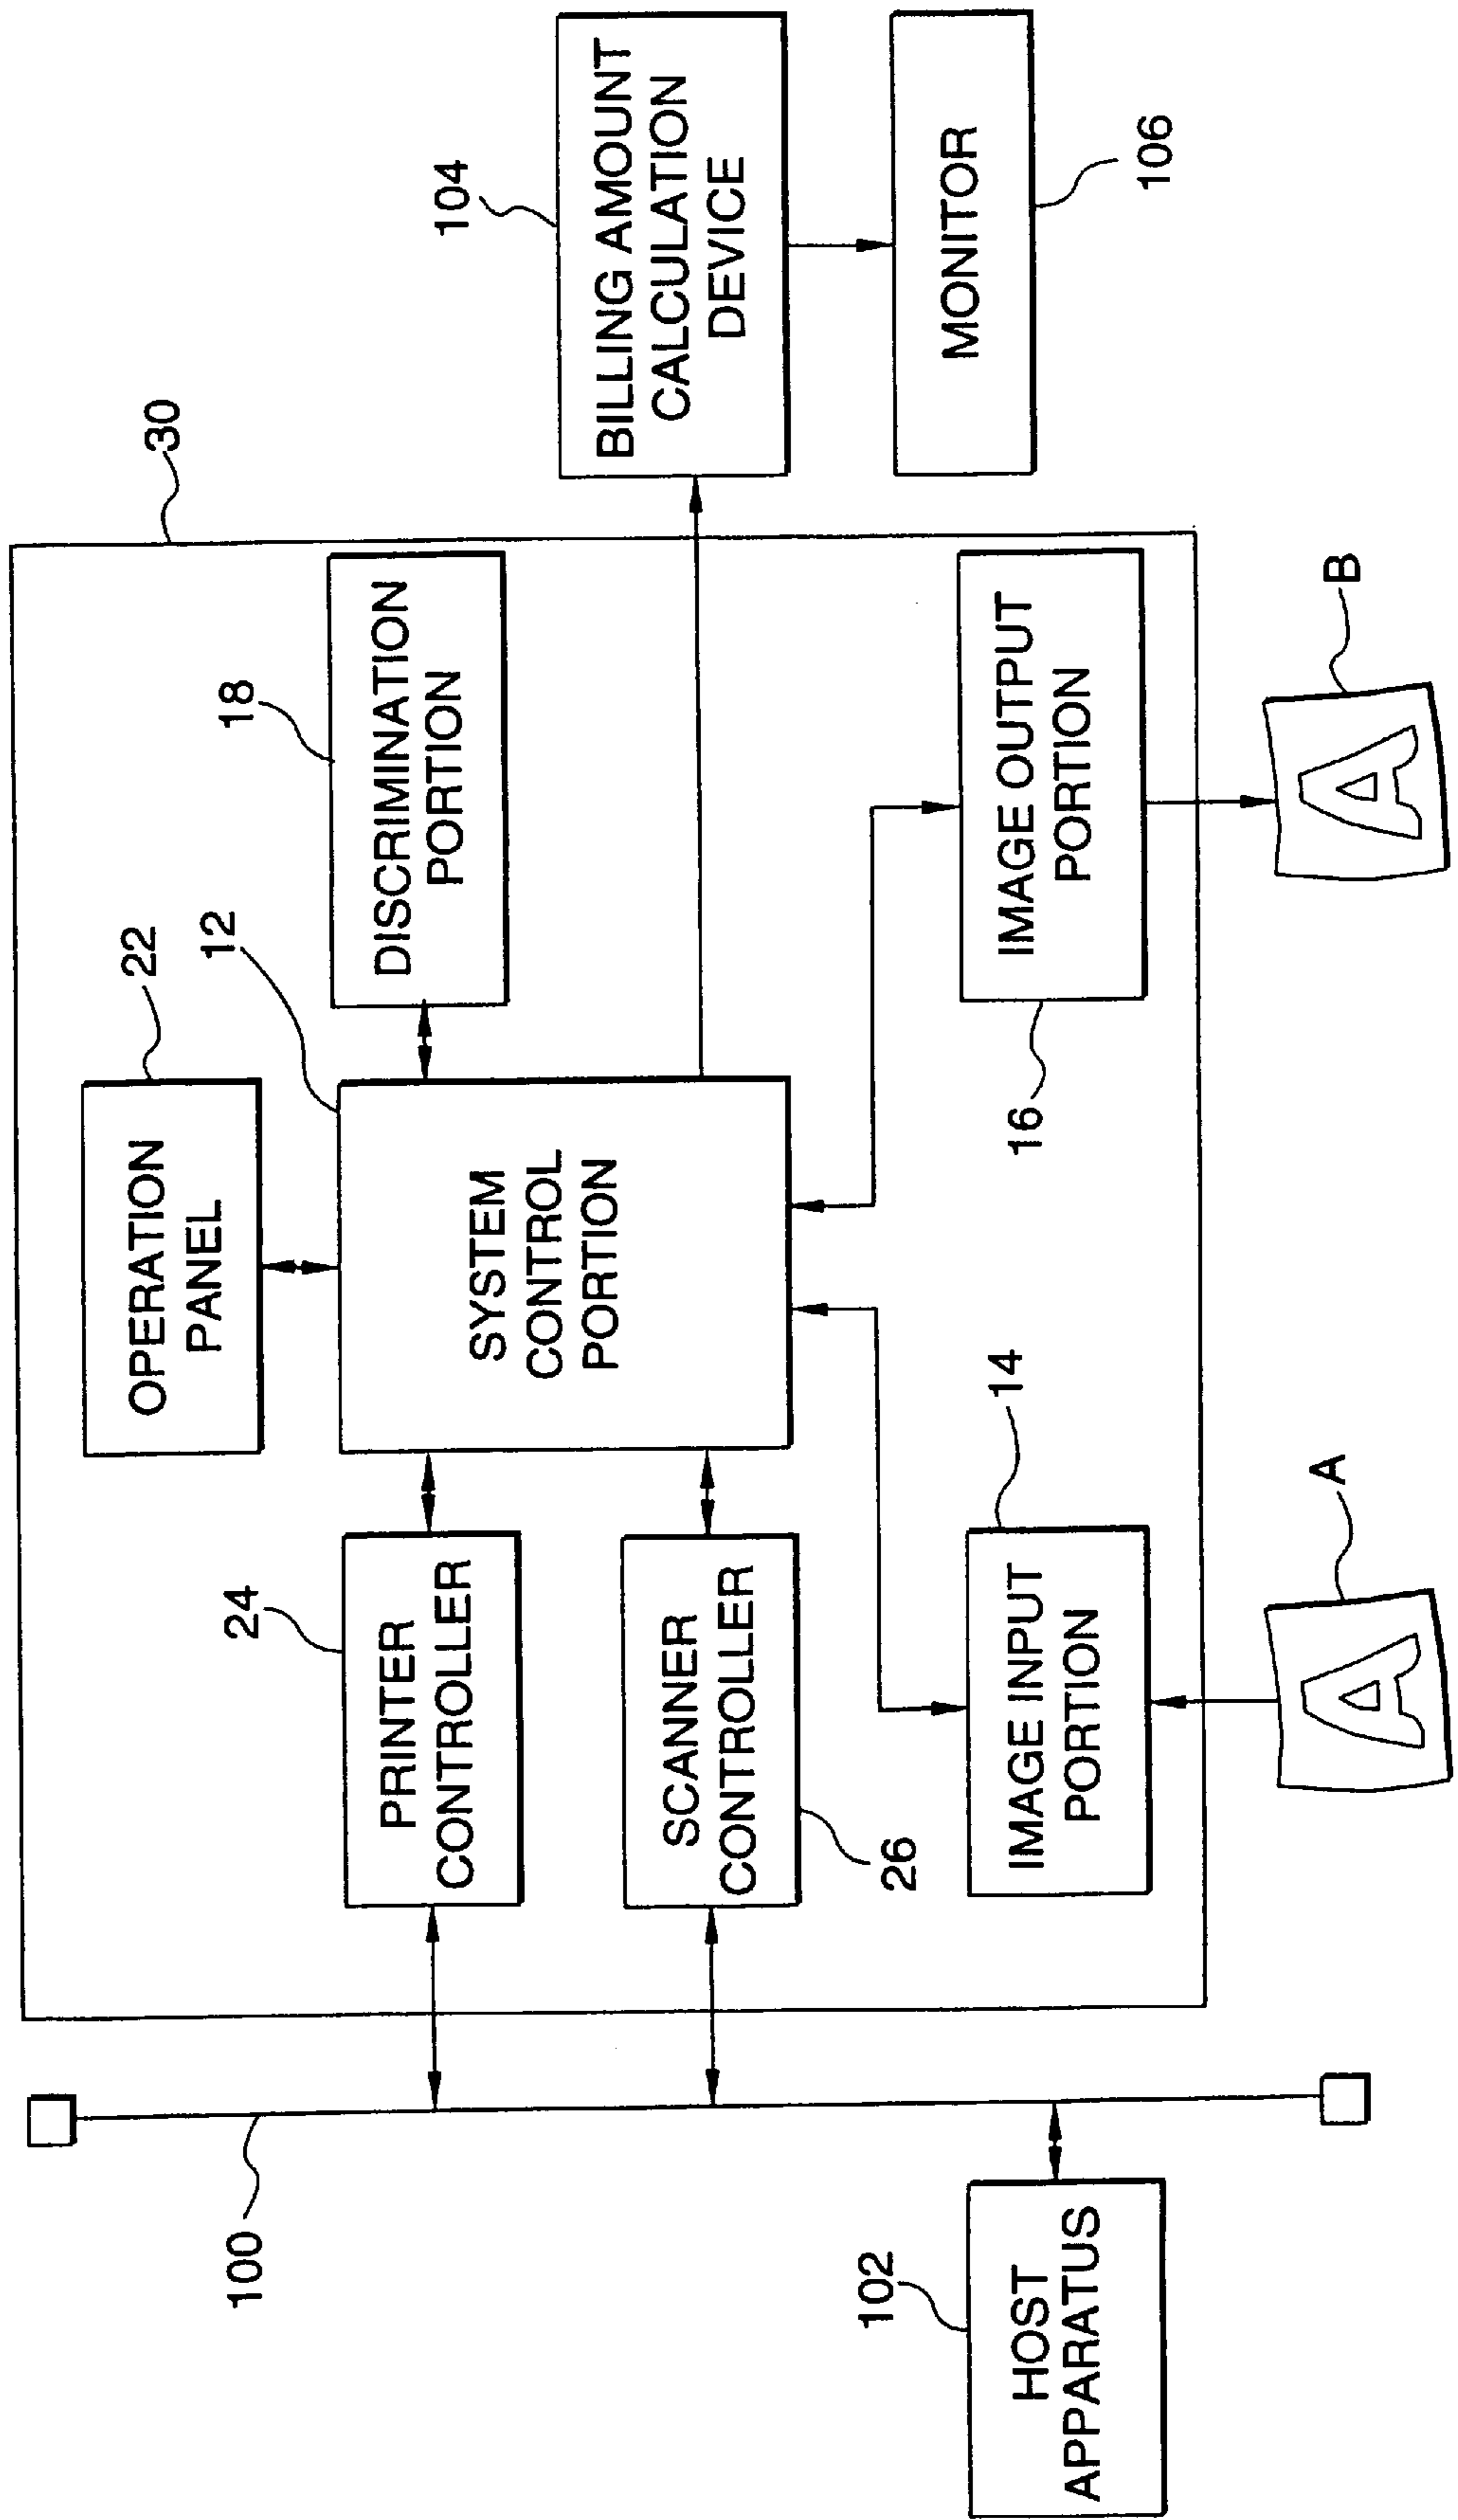 30
22
OPERATION
PANEL
12
18
DISCRIMINATION
PORTION
24
PRINTER
CONTROLLER
SYSTEM
CONTROL
PORTION
100
SCANNER
CONTROLLER
26
104
BILLING AMOUNT
CALCULATION
DEVICE
102
HOST
APPARATUS
14
IMAGE INPUT
PORTION
16
IMAGE OUTPUT
PORTION
MONITOR
106
A
A
B
A